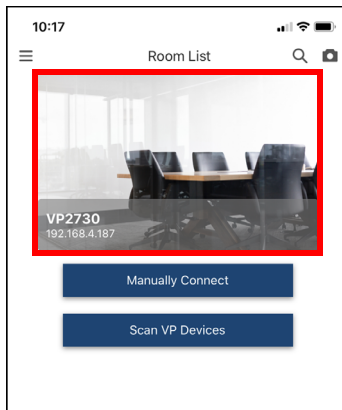 10:17
Room List
VP2730
192.168.4.187
Manually Connect
Scan VP Devices